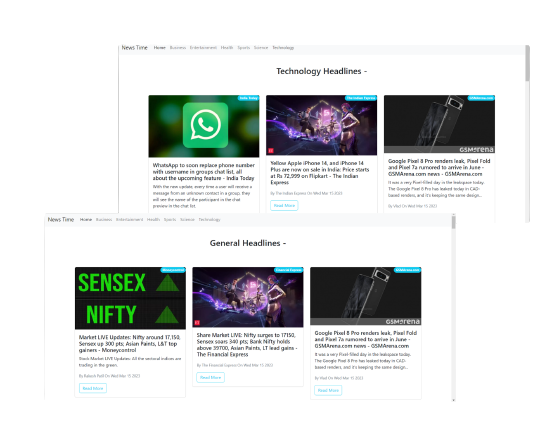 News Time Home Business Entertainment Health Sports Science Technology
Technology Headlines -
India Today
WhatsApp to soon replace phone number
with username in groups chat list, all
about the upcoming feature - India Today
With the new update, every time a user will receive a
message from an unknown contact in a group, they
will see the name of the participant in the chat
preview in the chat list.
The Indian Express
Yellow Apple iPhone 14, and iPhone 14
Plus are now on sale in India: Price starts
at Rs 72,999 on Flipkart - The Indian
Express
By The Indian Express On Wed Mar 15 2023
Read More
GSMArena.com
GSMArena
Google Pixel 8 Pro renders leak, Pixel Fold
and Pixel 7a rumored to arrive in June -
GSMArena.com news - GSMArena.com
It was a very Pixel-filled day in the leakspace today.
The Google Pixel 8 Pro has leaked today in CAD-
based renders, and it's keeping the same design...
By Vlad On Wed Mar 15 2023
News Time Home Business Entertainment Health Sports Science Technology
General Headlines -
Moneycontrol
SENSEX
NIFTY
Market LIVE Updates: Nifty around 17,150,
Sensex up 300 pts; Asian Paints, L&T top
gainers - Moneycontrol
Stock Market LIVE Updates: All the sectoral indices are
trading in the green.
By Rakesh Patil On Wed Mar 15 2023
Read More
Financial Express
Share Market LIVE: Nifty surges to 17150,
Sensex soars 340 pts; Bank Nifty holds
above 39700, Asian Paints, LT lead gains -
The Financial Express
By The Financial Express On Wed Mar 15 2023
Read More
GSMArena.com
GSMArena
Google Pixel 8 Pro renders leak, Pixel Fold
and Pixel 7a rumored to arrive in June -
GSMArena.com news - GSMArena.com
It was a very Pixel-filled day in the leakspace today.
The Google Pixel 8 Pro has leaked today in CAD-
based renders, and it's keeping the same design...
By Vlad On Wed Mar 15 2023
Read More